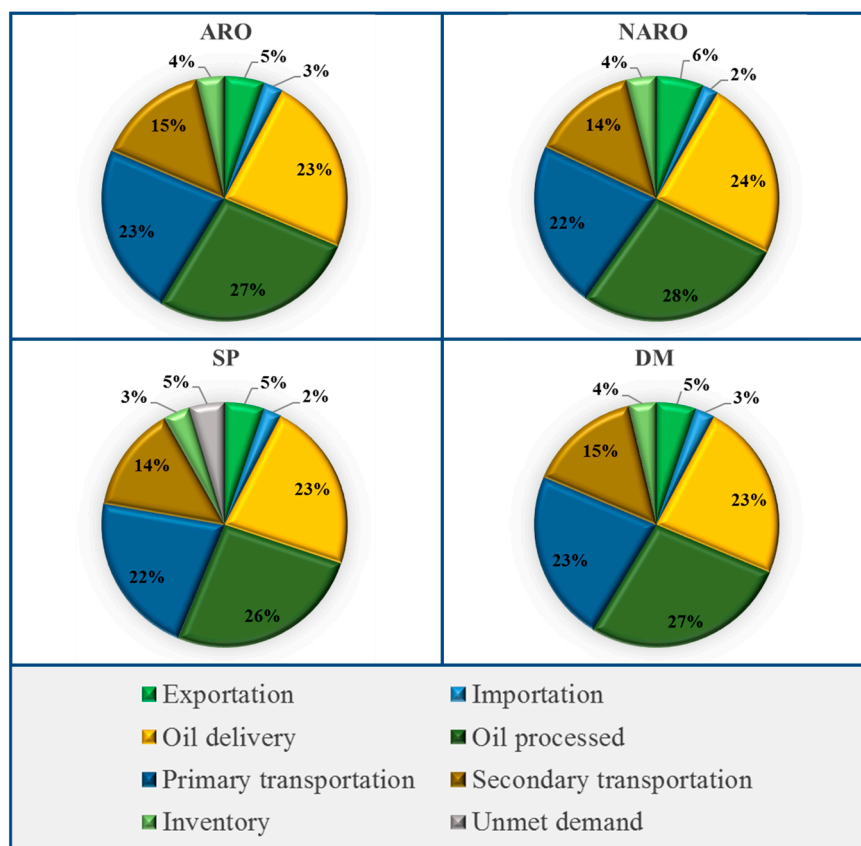 ARO
NARO
4%
5%
3%
15%
23%
23%
27%
4%
6%
2%
14%
24%
22%
28%
SP
DM
3%
5%
5%
2%
14%
23%
22%
26%
4%
5%
3%
15%
23%
23%
27%
Exportation
Importation
Oil delivery
Oil processed
Primary transportation
Secondary transportation
Inventory
Unmet demand